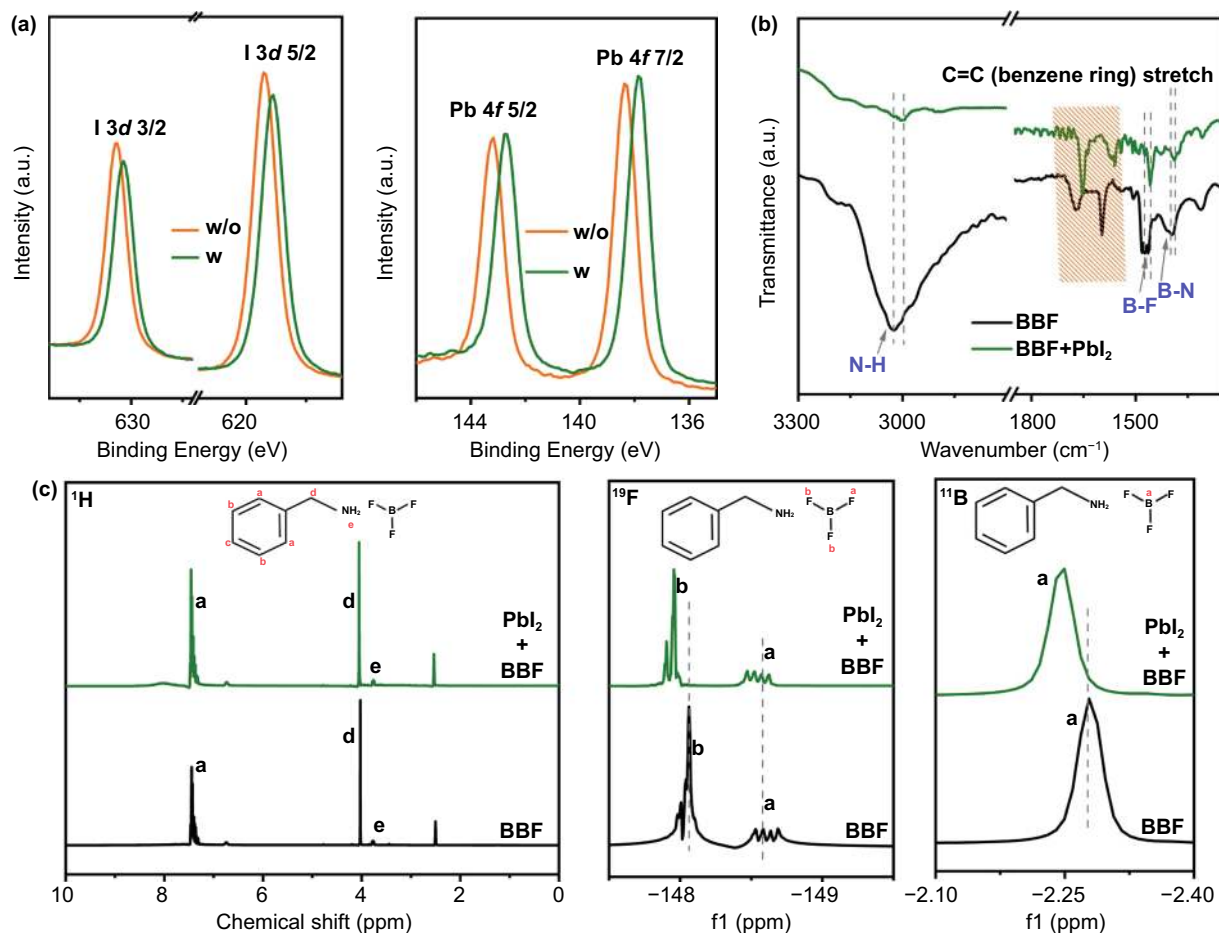 (a)
I 3d 5/2
I 3d 3/2
w/o
w
Intensity (a.u.)
630
620
Binding Energy (eV)
Pb 4f 7/2
Pb 4f 5/2
w/o
w
Intensity (a.u.)
144
140
136
Binding Energy (eV)
(b)
C=C (benzene ring) stretch
B-N
B-F
N-H
BBF
BBF+PbI₂
Transmittance (a.u.)
3300
3000
1800
1500
Wavenumber (cm⁻¹)
(c)
¹H
a
d
b
NH₂
F
F
B
e
F
c
a
b
a
d
e
PbI₂
+
BBF
a
d
e
BBF
10
8
6
4
2
0
Chemical shift (ppm)
¹⁹F
b
a
NH₂
F
F
B
F
b
b
a
PbI₂
+
BBF
b
a
BBF
−148
−149
f1 (ppm)
¹¹B
a
NH₂
F
F
B
F
a
PbI₂
+
BBF
a
BBF
−2.10
−2.25
−2.40
f1 (ppm)